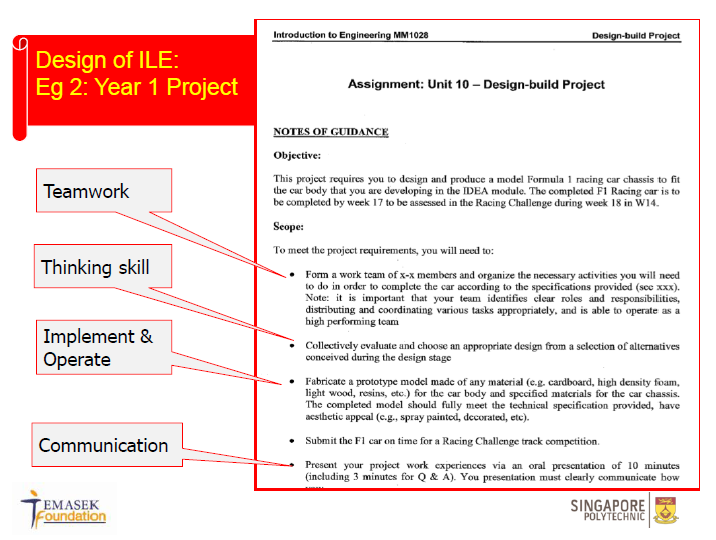 Design of ILE:
Eg 2: Year 1 Project
Teamwork
Thinking skill
Implement &
Operate
Communication
Introduction to Engineering MM1028 Design-build Project
Assignment: Unit 10 – Design-build Project
NOTES OF GUIDANCE
Objective:
This project requires you to design and produce a model Formula 1 racing car chassis to fit
the car body that you are developing in the IDEA module. The completed F1 Racing car is to
be completed by week 17 to be assessed in the Racing Challenge during week 18 in W14.
Scope:
To meet the project requirements, you will need to:
• Form a work team of x-x members and organize the necessary activities you will need
to do in order to complete the car according to the specifications provided (see xxx).
Note: it is important that your team identifies clear roles and responsibilities,
distributing and coordinating various tasks appropriately, and is able to operate as a
high performing team
• Collectively evaluate and choose an appropriate design from a selection of alternatives
conceived during the design stage
• Fabricate a prototype model made of any material (e.g. cardboard, high density foam,
light wood, resins, etc.) for the car body and specified materials for the car chassis.
The completed model should fully meet the technical specification provided, have
aesthetic appeal (e.g., spray painted, decorated, etc).
• Submit the F1 car on time for a Racing Challenge track competition.
• Present your project work experiences via an oral presentation of 10 minutes
(including 3 minutes for Q & A). You presentation must clearly communicate how
TEMASEK
Foundation
SINGAPORE
POLYTECHNIC